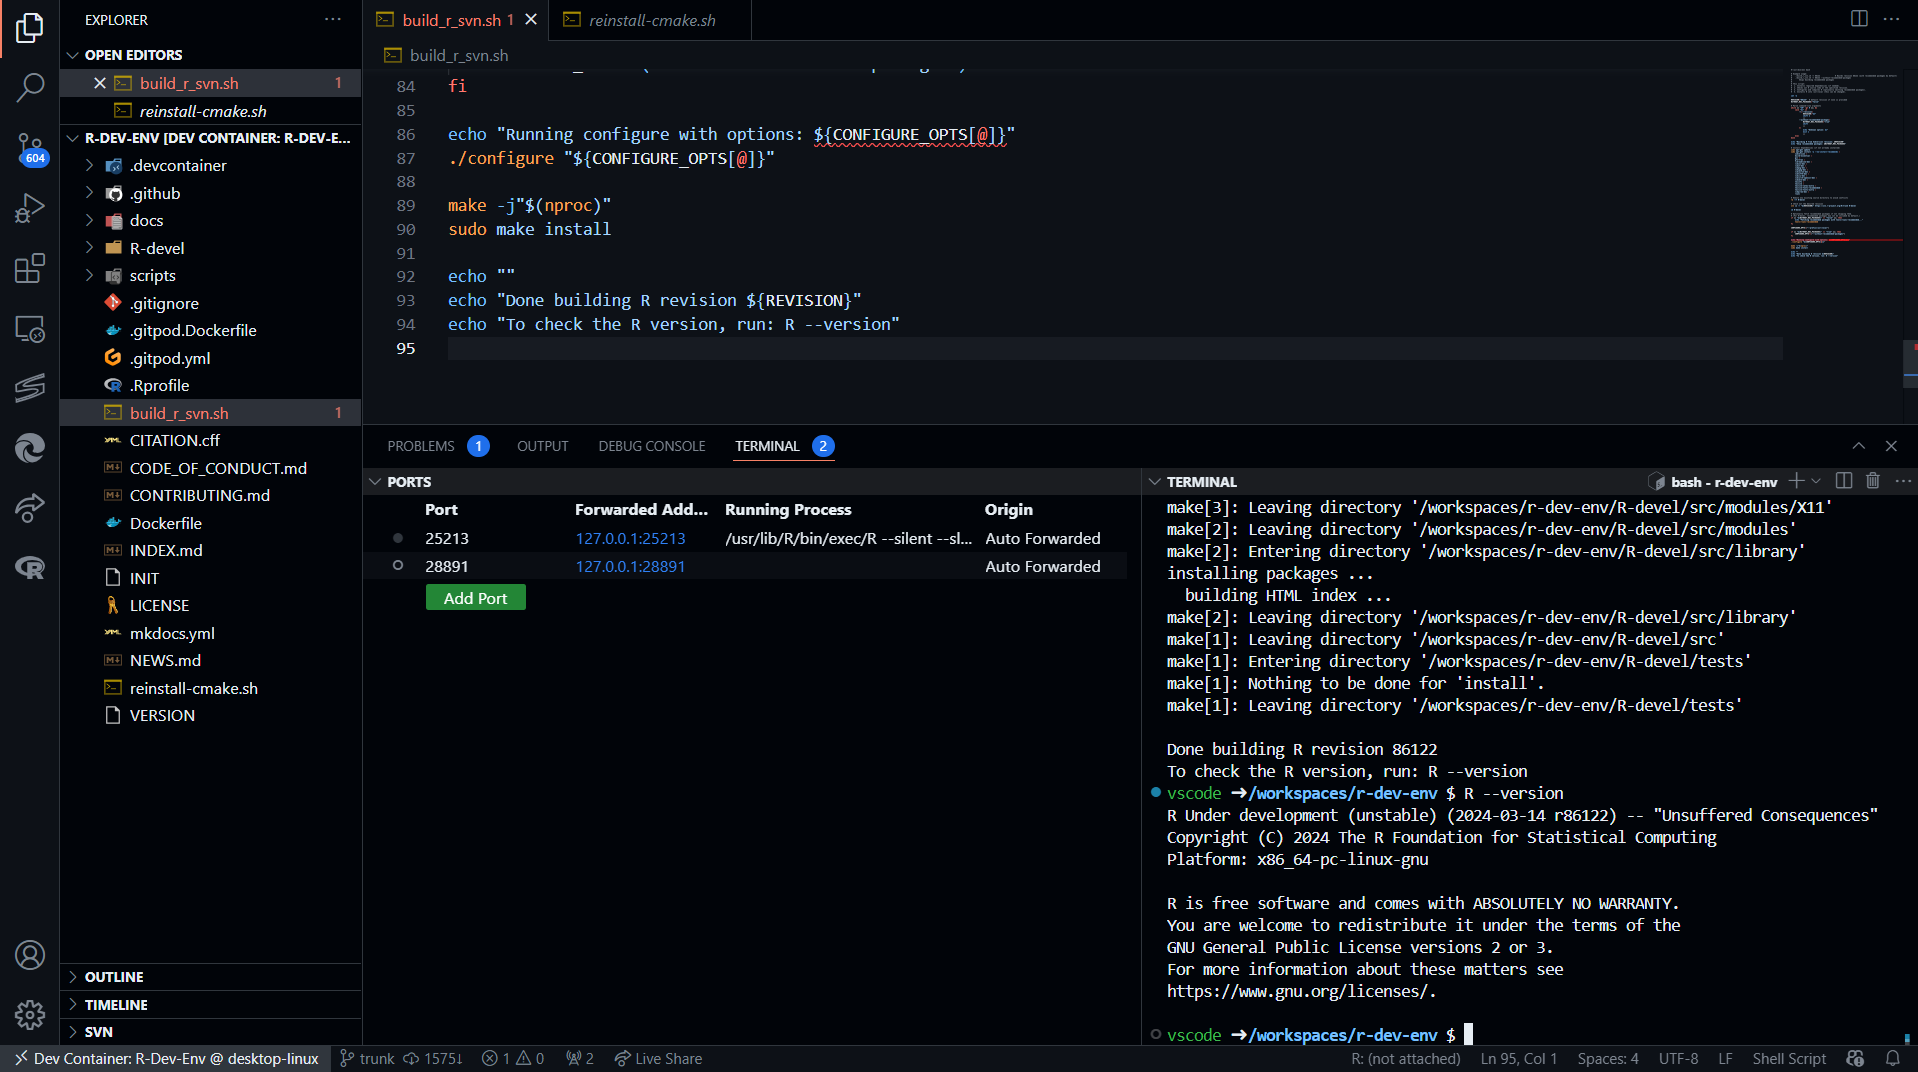 EXPLORER
OPEN EDITORS
build_r_svn.sh 1
reinstall-cmake.sh
R-DEV-ENV [DEV CONTAINER: R-DEV-E...
604
.devcontainer
.github
docs
R-devel
scripts
.gitignore
.gitpod.Dockerfile
.gitpod.yml
.Rprofile
build_r_svn.sh 1
CITATION.cff
CODE_OF_CONDUCT.md
CONTRIBUTING.md
Dockerfile
INDEX.md
INIT
LICENSE
mkdocs.yml
NEWS.md
reinstall-cmake.sh
VERSION
OUTLINE
TIMELINE
SVN
build_r_svn.sh 1
reinstall-cmake.sh
build_r_svn.sh
84 fi
85
86 echo "Running configure with options: ${CONFIGURE_OPTS[@]}"
87 ./configure "${CONFIGURE_OPTS[@]}"
88
89 make -j"$(nproc)"
90 sudo make install
91
92 echo ""
93 echo "Done building R revision ${REVISION}"
94 echo "To check the R version, run: R --version"
95
PROBLEMS 1 OUTPUT DEBUG CONSOLE TERMINAL 2
PORTS
Port Forwarded Add... Running Process Origin
25213 127.0.0.1:25213 /usr/lib/R/bin/exec/R --silent --sl... Auto Forwarded
28891 127.0.0.1:28891 Auto Forwarded
Add Port
TERMINAL
bash - r-dev-env
make[3]: Leaving directory '/workspaces/r-dev-env/R-devel/src/modules/X11'
make[2]: Leaving directory '/workspaces/r-dev-env/R-devel/src/modules'
make[2]: Entering directory '/workspaces/r-dev-env/R-devel/src/library'
installing packages ...
building HTML index ...
make[2]: Leaving directory '/workspaces/r-dev-env/R-devel/src/library'
make[1]: Leaving directory '/workspaces/r-dev-env/R-devel/src'
make[1]: Entering directory '/workspaces/r-dev-env/R-devel/tests'
make[1]: Nothing to be done for 'install'.
make[1]: Leaving directory '/workspaces/r-dev-env/R-devel/tests'
Done building R revision 86122
To check the R version, run: R --version
vscode ➜/workspaces/r-dev-env $ R --version
R Under development (unstable) (2024-03-14 r86122) -- "Unsuffered Consequences"
Copyright (C) 2024 The R Foundation for Statistical Computing
Platform: x86_64-pc-linux-gnu
R is free software and comes with ABSOLUTELY NO WARRANTY.
You are welcome to redistribute it under the terms of the
GNU General Public License versions 2 or 3.
For more information about these matters see
https://www.gnu.org/licenses/.
vscode ➜/workspaces/r-dev-env $
Dev Container: R-Dev-Env @ desktop-linux trunk 1575↓ 1 0 2 Live Share R: (not attached) Ln 95, Col 1 Spaces: 4 UTF-8 LF Shell Script